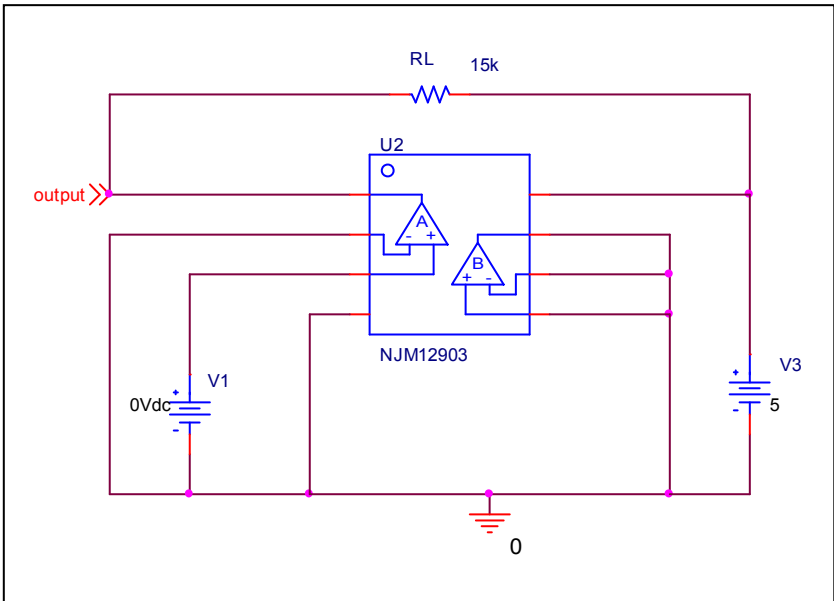 RL 15k
U2
output
A
- +
B
+ -
NJM12903
+ V1
0Vdc
-
+ V3
5
-
0